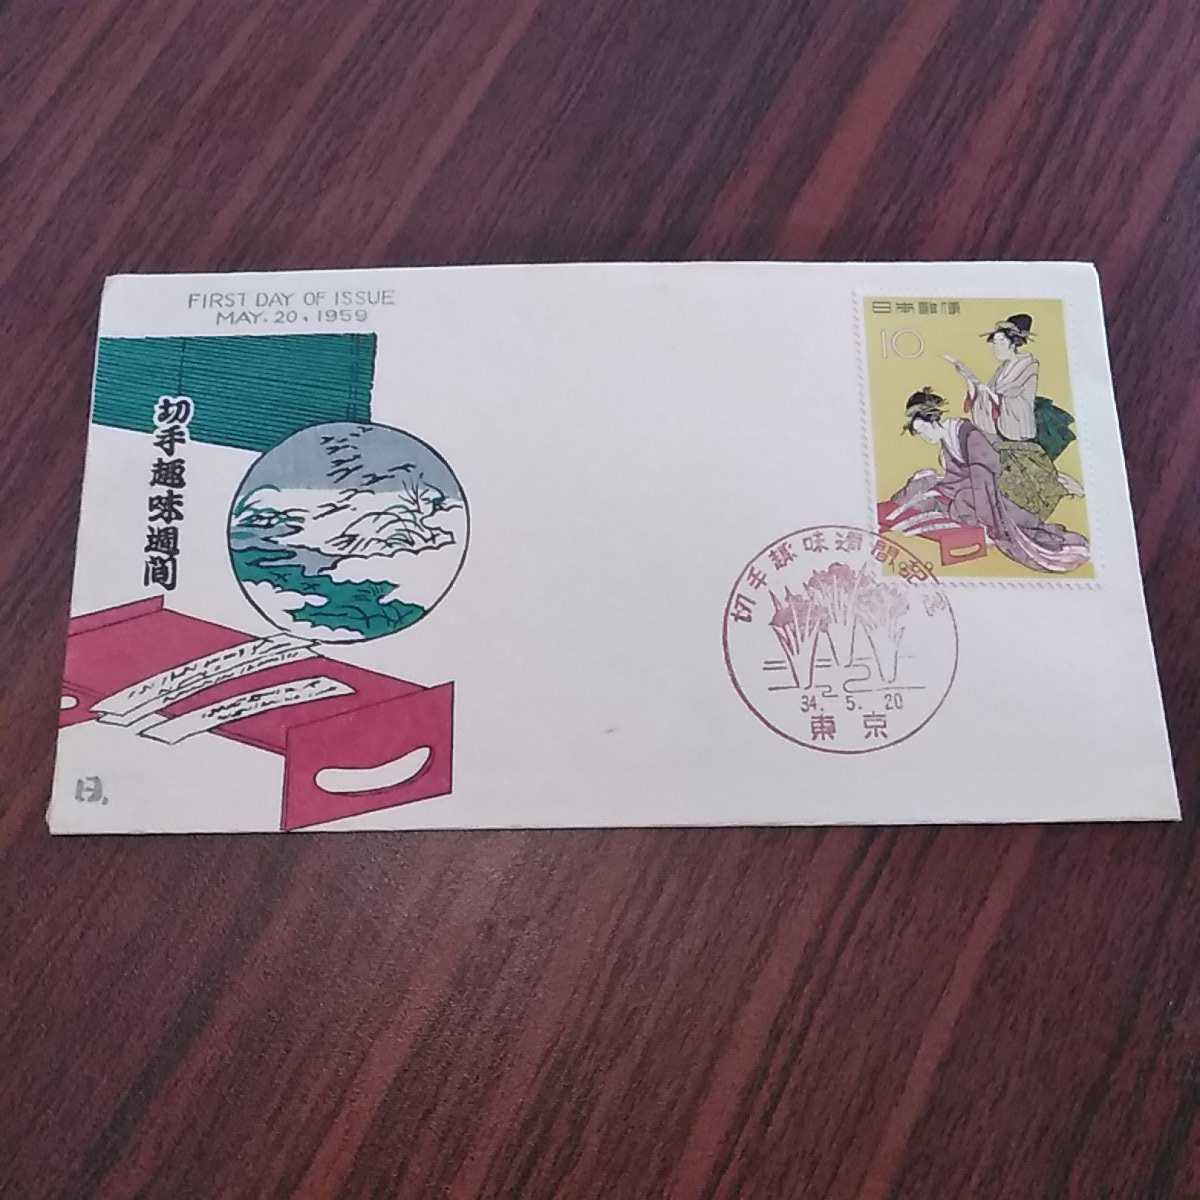 FIRST DAY OF ISSUE
MAY. 20, 1959
切手趣味週間
日本郵便
10
切手趣味週間記念
34. 5. 20
東京